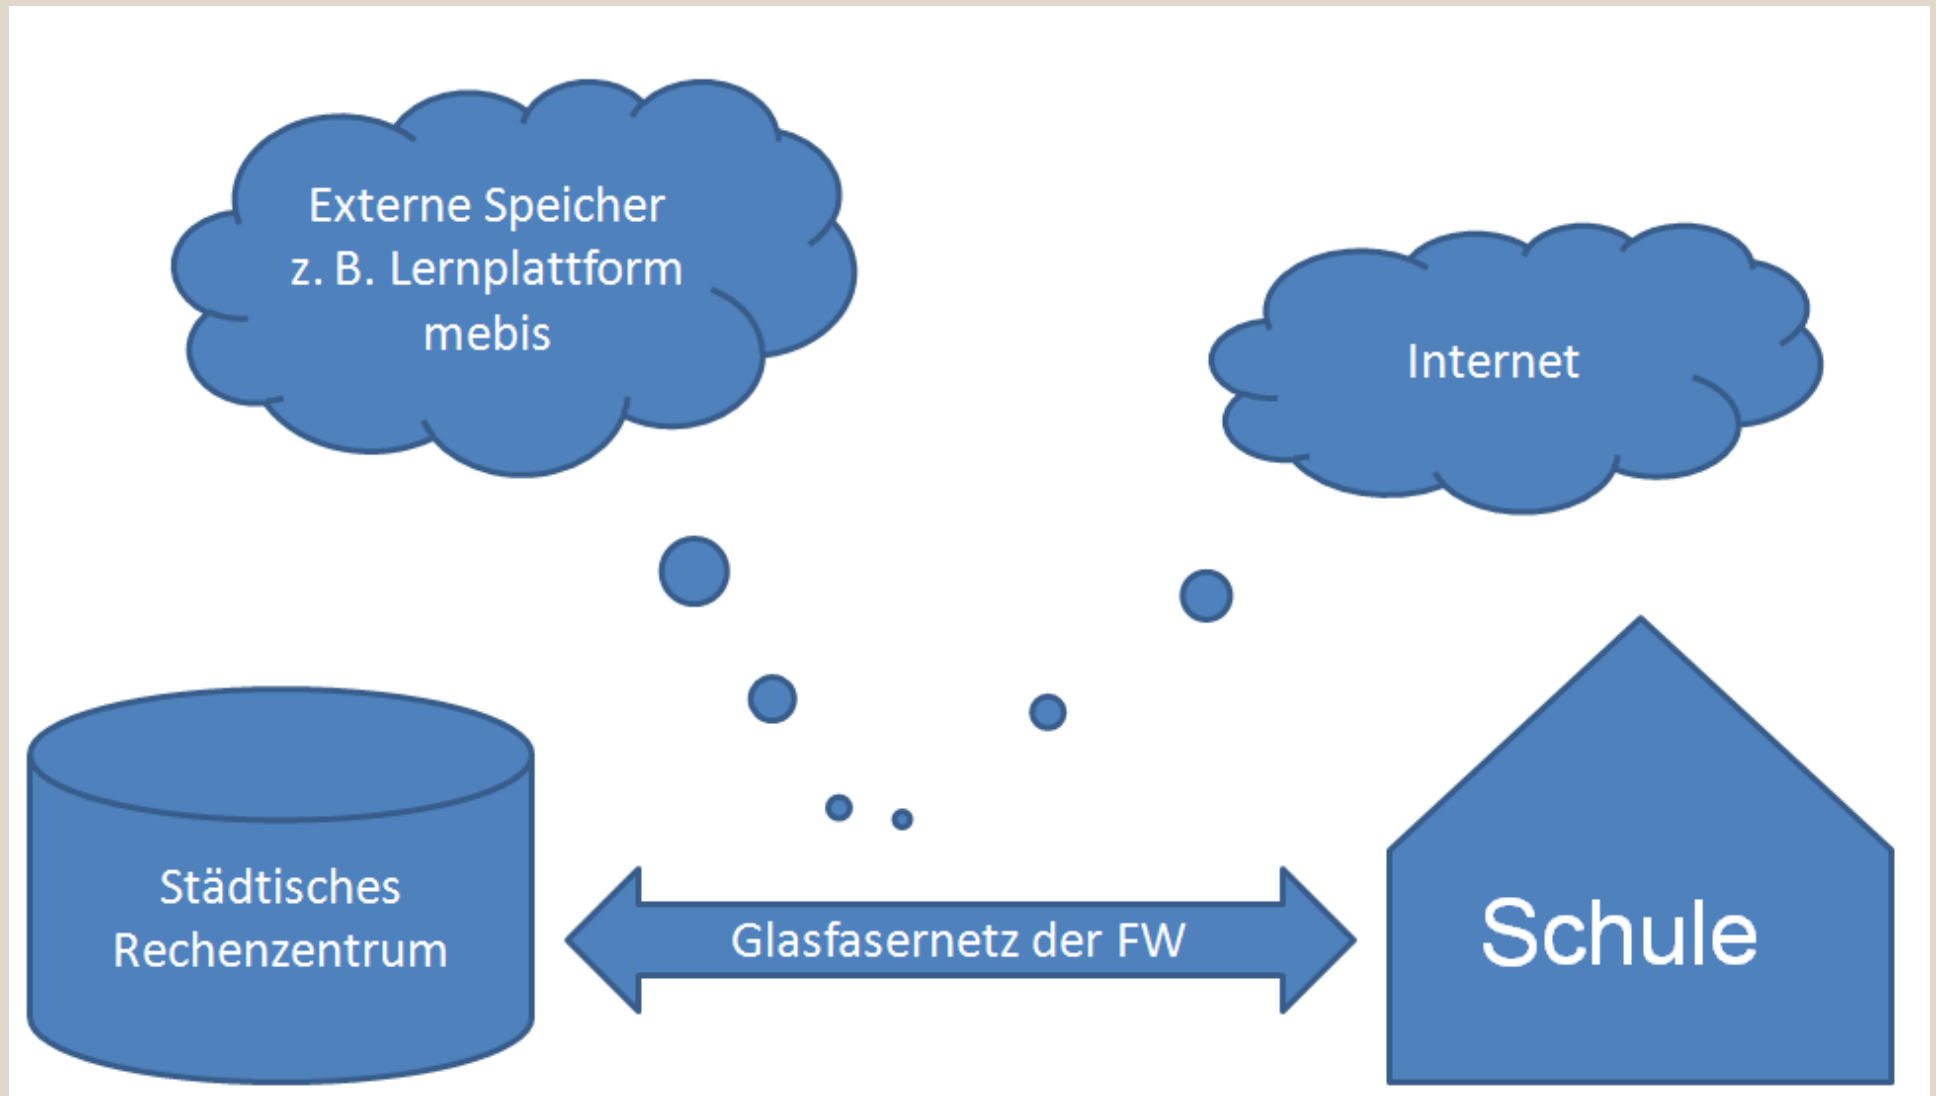 Externe Speicher
z. B. Lernplattform
mebis
Internet
Städtisches
Rechenzentrum
Glasfasernetz der FW
Schule